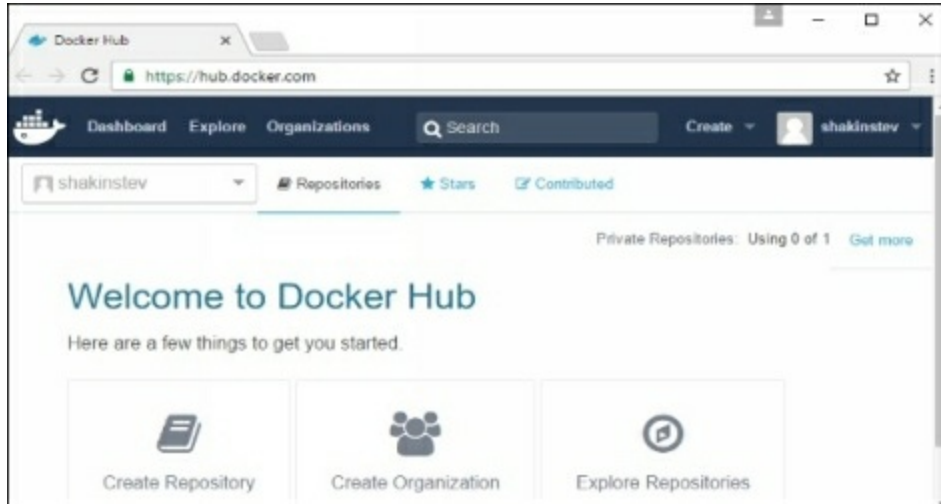 Docker Hub
https://hub.docker.com
Dashboard Explore Organizations Search Create shakinstev
shakinstev Repositories Stars Contributed
Private Repositories: Using 0 of 1 Get more
Welcome to Docker Hub
Here are a few things to get you started.
Create Repository Create Organization Explore Repositories